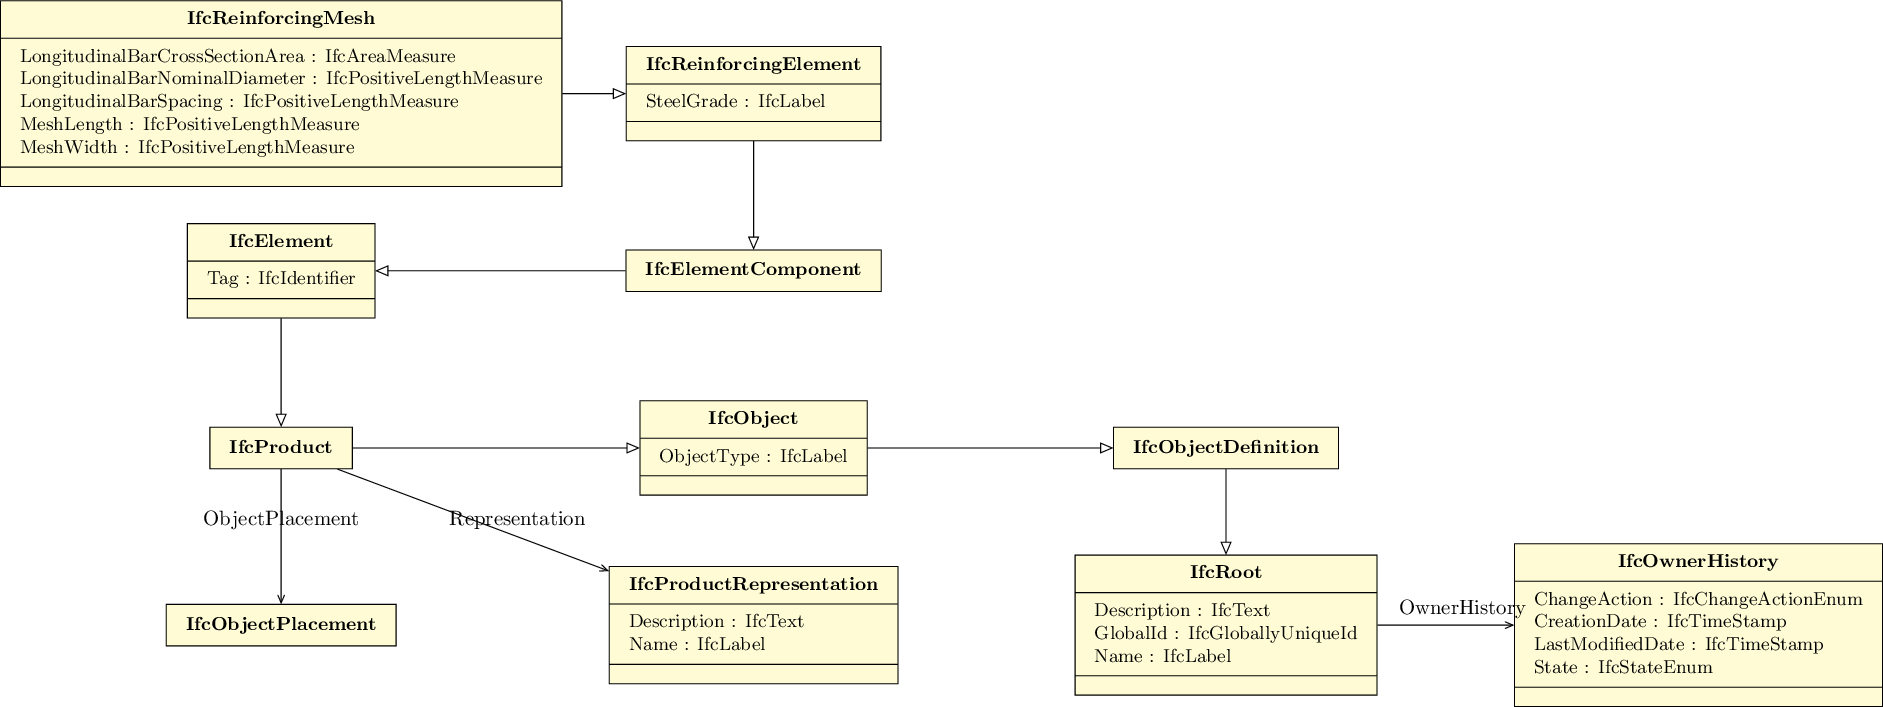 IfcReinforcingMesh
LongitudinalBarCrossSectionArea : IfcAreaMeasure
LongitudinalBarNominalDiameter : IfcPositiveLengthMeasure
LongitudinalBarSpacing : IfcPositiveLengthMeasure
MeshLength : IfcPositiveLengthMeasure
MeshWidth : IfcPositiveLengthMeasure
IfcReinforcingElement
SteelGrade : IfcLabel
IfcElement
Tag : IfcIdentifier
IfcElementComponent
IfcProduct
IfcObject
ObjectType : IfcLabel
IfcObjectDefinition
ObjectPlacement
Representation
IfcObjectPlacement
IfcProductRepresentation
Description : IfcText
Name : IfcLabel
IfcRoot
Description : IfcText
GlobalId : IfcGloballyUniqueId
Name : IfcLabel
OwnerHistory
IfcOwnerHistory
ChangeAction : IfcChangeActionEnum
CreationDate : IfcTimeStamp
LastModifiedDate : IfcTimeStamp
State : IfcStateEnum